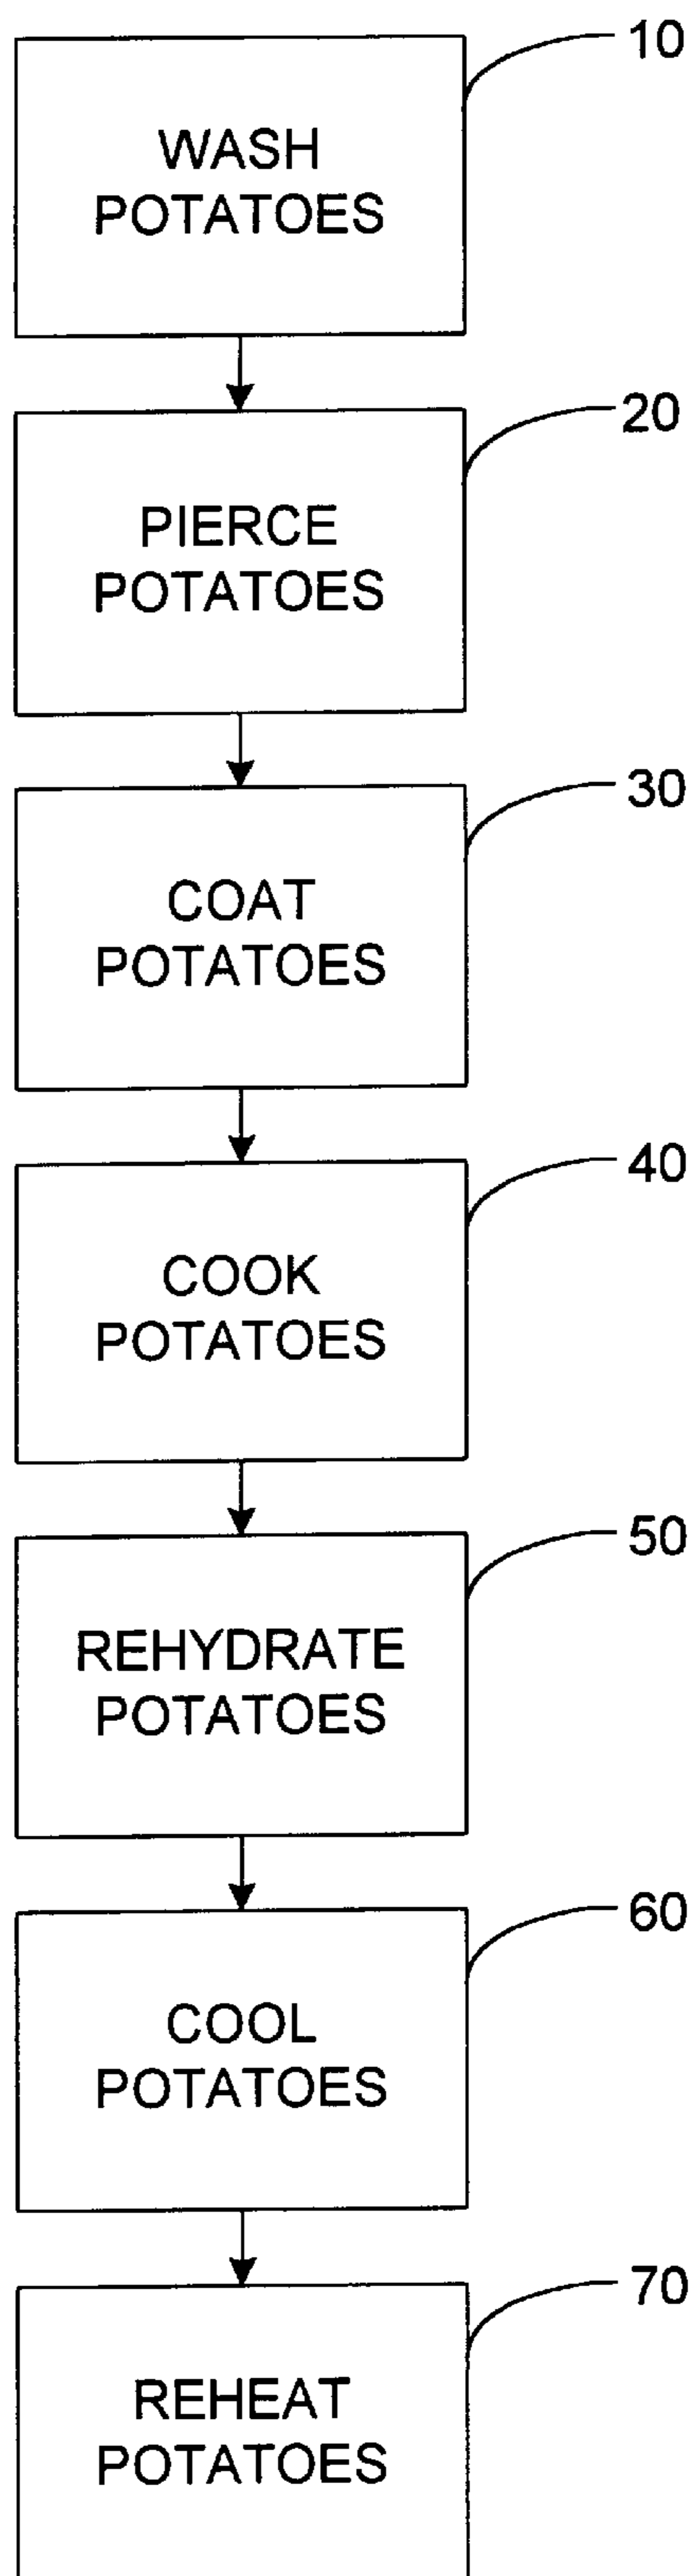 10
WASH
POTATOES
20
PIERCE
POTATOES
30
COAT
POTATOES
40
COOK
POTATOES
50
REHYDRATE
POTATOES
60
COOL
POTATOES
70
REHEAT
POTATOES